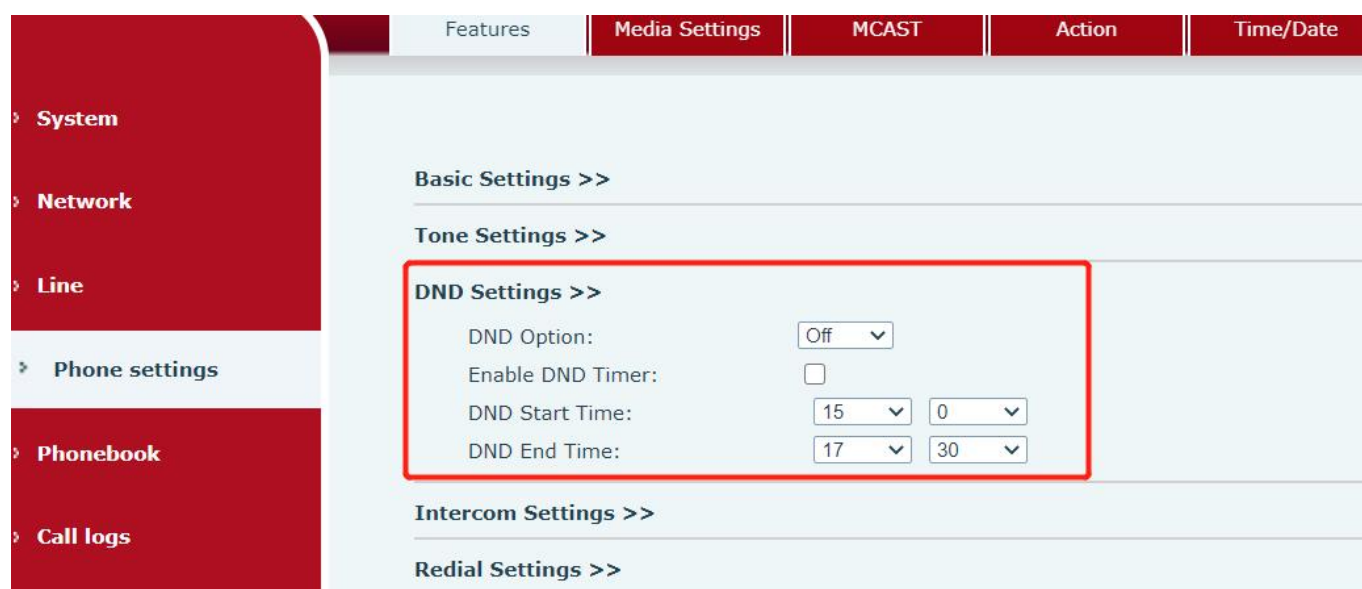 Features Media Settings MCAST Action Time/Date
System
Network
Line
Phone settings
Phonebook
Call logs
Basic Settings >>
Tone Settings >>
DND Settings >>
DND Option: Off
Enable DND Timer:
DND Start Time: 15 0
DND End Time: 17 30
Intercom Settings >>
Redial Settings >>